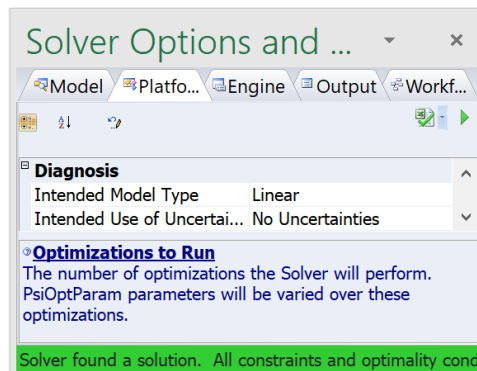 Solver Options and ...
Model Platfo... Engine Output Workf...
Diagnosis
Intended Model Type Linear
Intended Use of Uncertai... No Uncertainties
Optimizations to Run
The number of optimizations the Solver will perform.
PsiOptParam parameters will be varied over these
optimizations.
Solver found a solution. All constraints and optimality cond